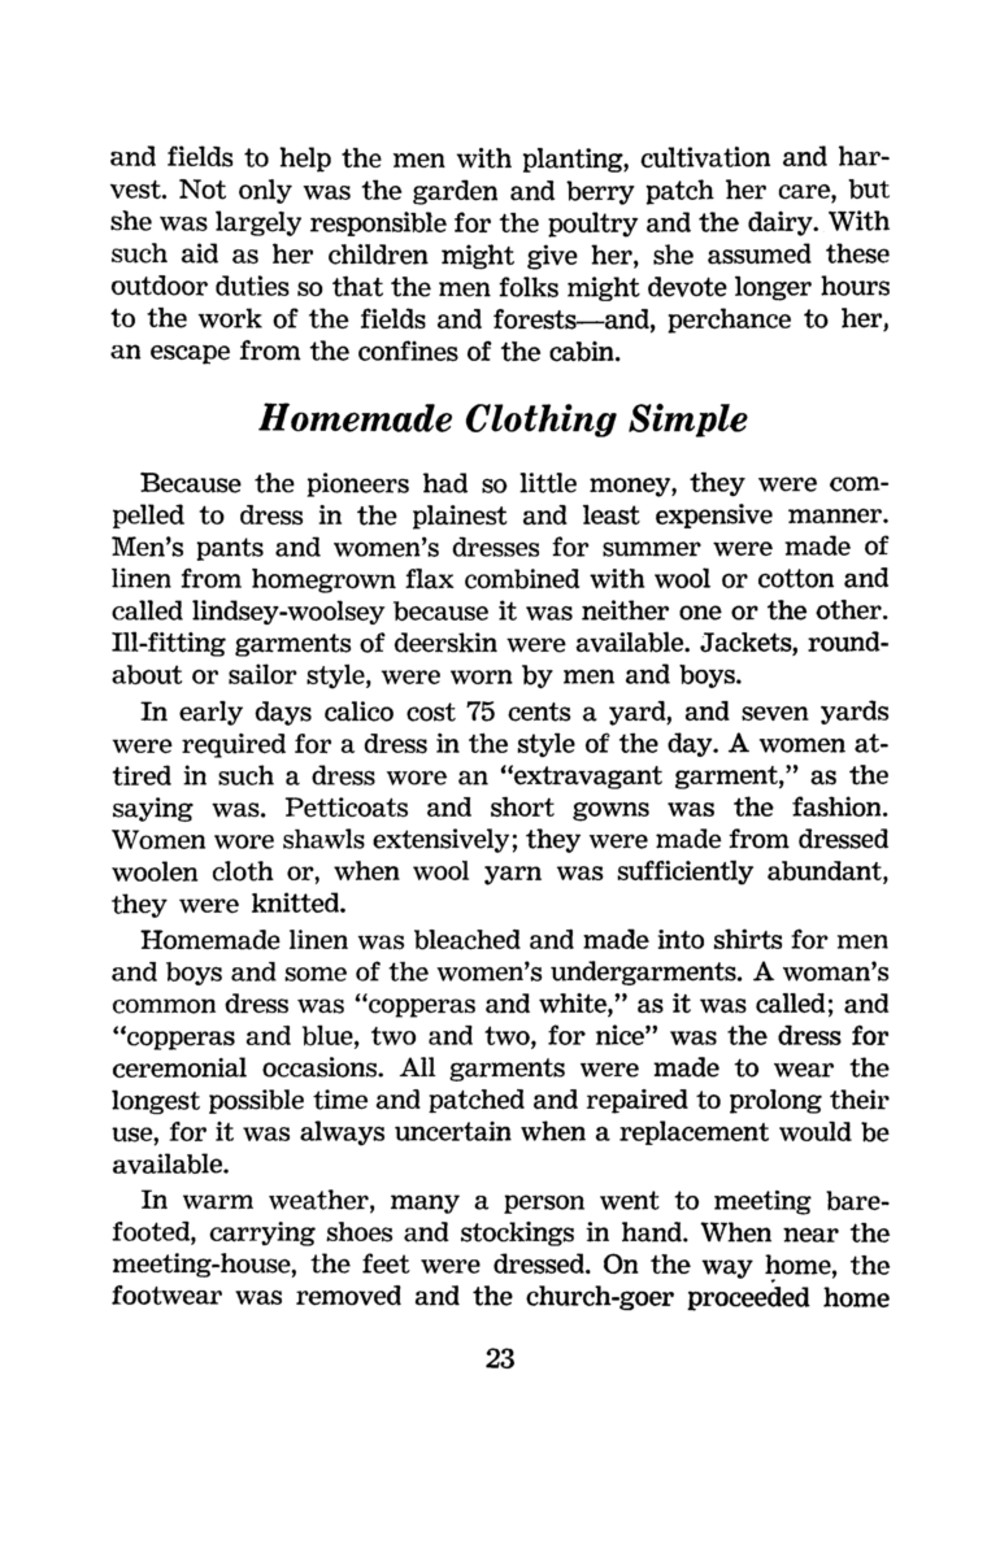 and fields to help the men with planting, cultivation and har-
vest. Not only was the garden and berry patch her care, but
she was largely responsible for the poultry and the dairy. With
such aid as her children might give her, she assumed these
outdoor duties so that the men folks might devote longer hours
to the work of the fields and forests—and, perchance to her,
an escape from the confines of the cabin.
Homemade Clothing Simple
Because the pioneers had so little money, they were com-
pelled to dress in the plainest and least expensive manner.
Men's pants and women's dresses for summer were made of
linen from homegrown flax combined with wool or cotton and
called lindsey-woolsey because it was neither one or the other.
Ill-fitting garments of deerskin were available. Jackets, round-
about or sailor style, were worn by men and boys.
In early days calico cost 75 cents a yard, and seven yards
were required for a dress in the style of the day. A women at-
tired in such a dress wore an “extravagant garment,” as the
saying was. Petticoats and short gowns was the fashion.
Women wore shawls extensively; they were made from dressed
woolen cloth or, when wool yarn was sufficiently abundant,
they were knitted.
Homemade linen was bleached and made into shirts for men
and boys and some of the women's undergarments. A woman's
common dress was “copperas and white,” as it was called; and
“copperas and blue, two and two, for nice” was the dress for
ceremonial occasions. All garments were made to wear the
longest possible time and patched and repaired to prolong their
use, for it was always uncertain when a replacement would be
available.
In warm weather, many a person went to meeting bare-
footed, carrying shoes and stockings in hand. When near the
meeting-house, the feet were dressed. On the way home, the
footwear was removed and the church-goer proceeded home
23